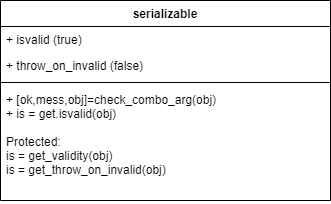 serializable
+ isvalid (true)
+ throw_on_invalid (false)
+ [ok,mess,obj]=check_combo_arg(obj)
+ is = get.isvalid(obj)
Protected:
is = get_validity(obj)
is = get_throw_on_invalid(obj)